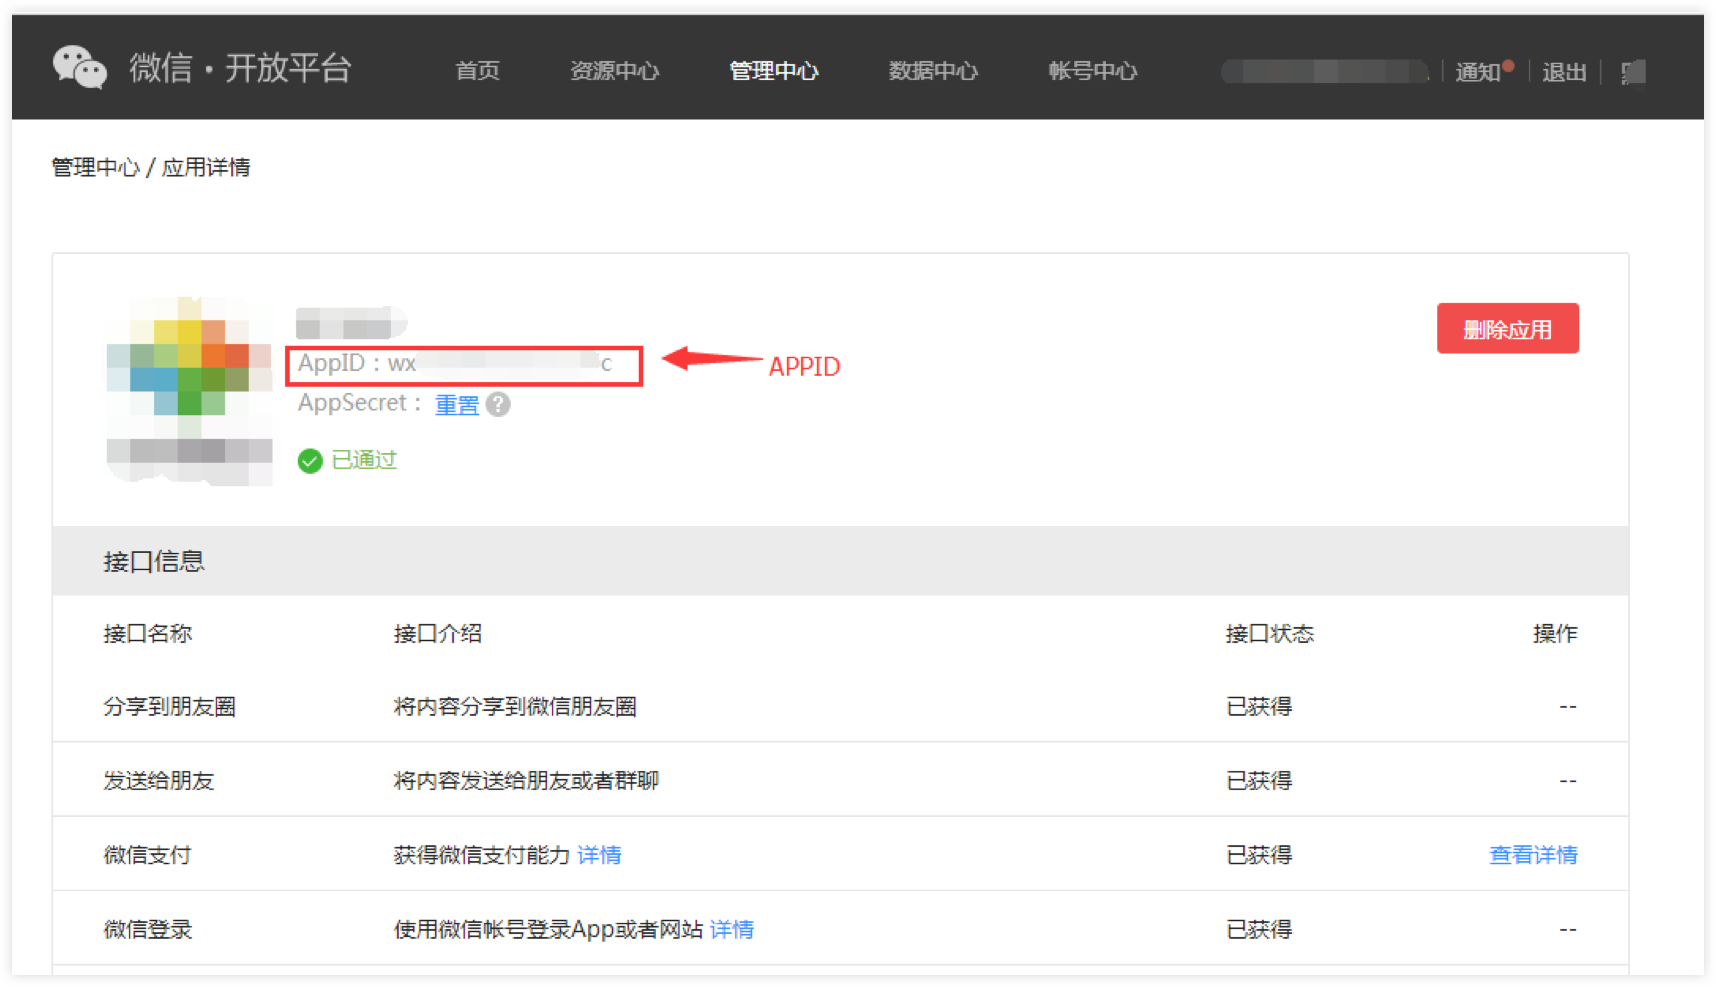 微信·开放平台 首页 资源中心 管理中心 数据中心 帐号中心 通知 退出
管理中心 / 应用详情
AppID：wx c
APPID
删除应用
AppSecret： 重置 ?
已通过
接口信息
接口名称 接口介绍 接口状态 操作
分享到朋友圈 将内容分享到微信朋友圈 已获得 --
发送给朋友 将内容发送给朋友或者群聊 已获得 --
微信支付 获得微信支付能力 详情 已获得 查看详情
微信登录 使用微信帐号登录App或者网站 详情 已获得 --